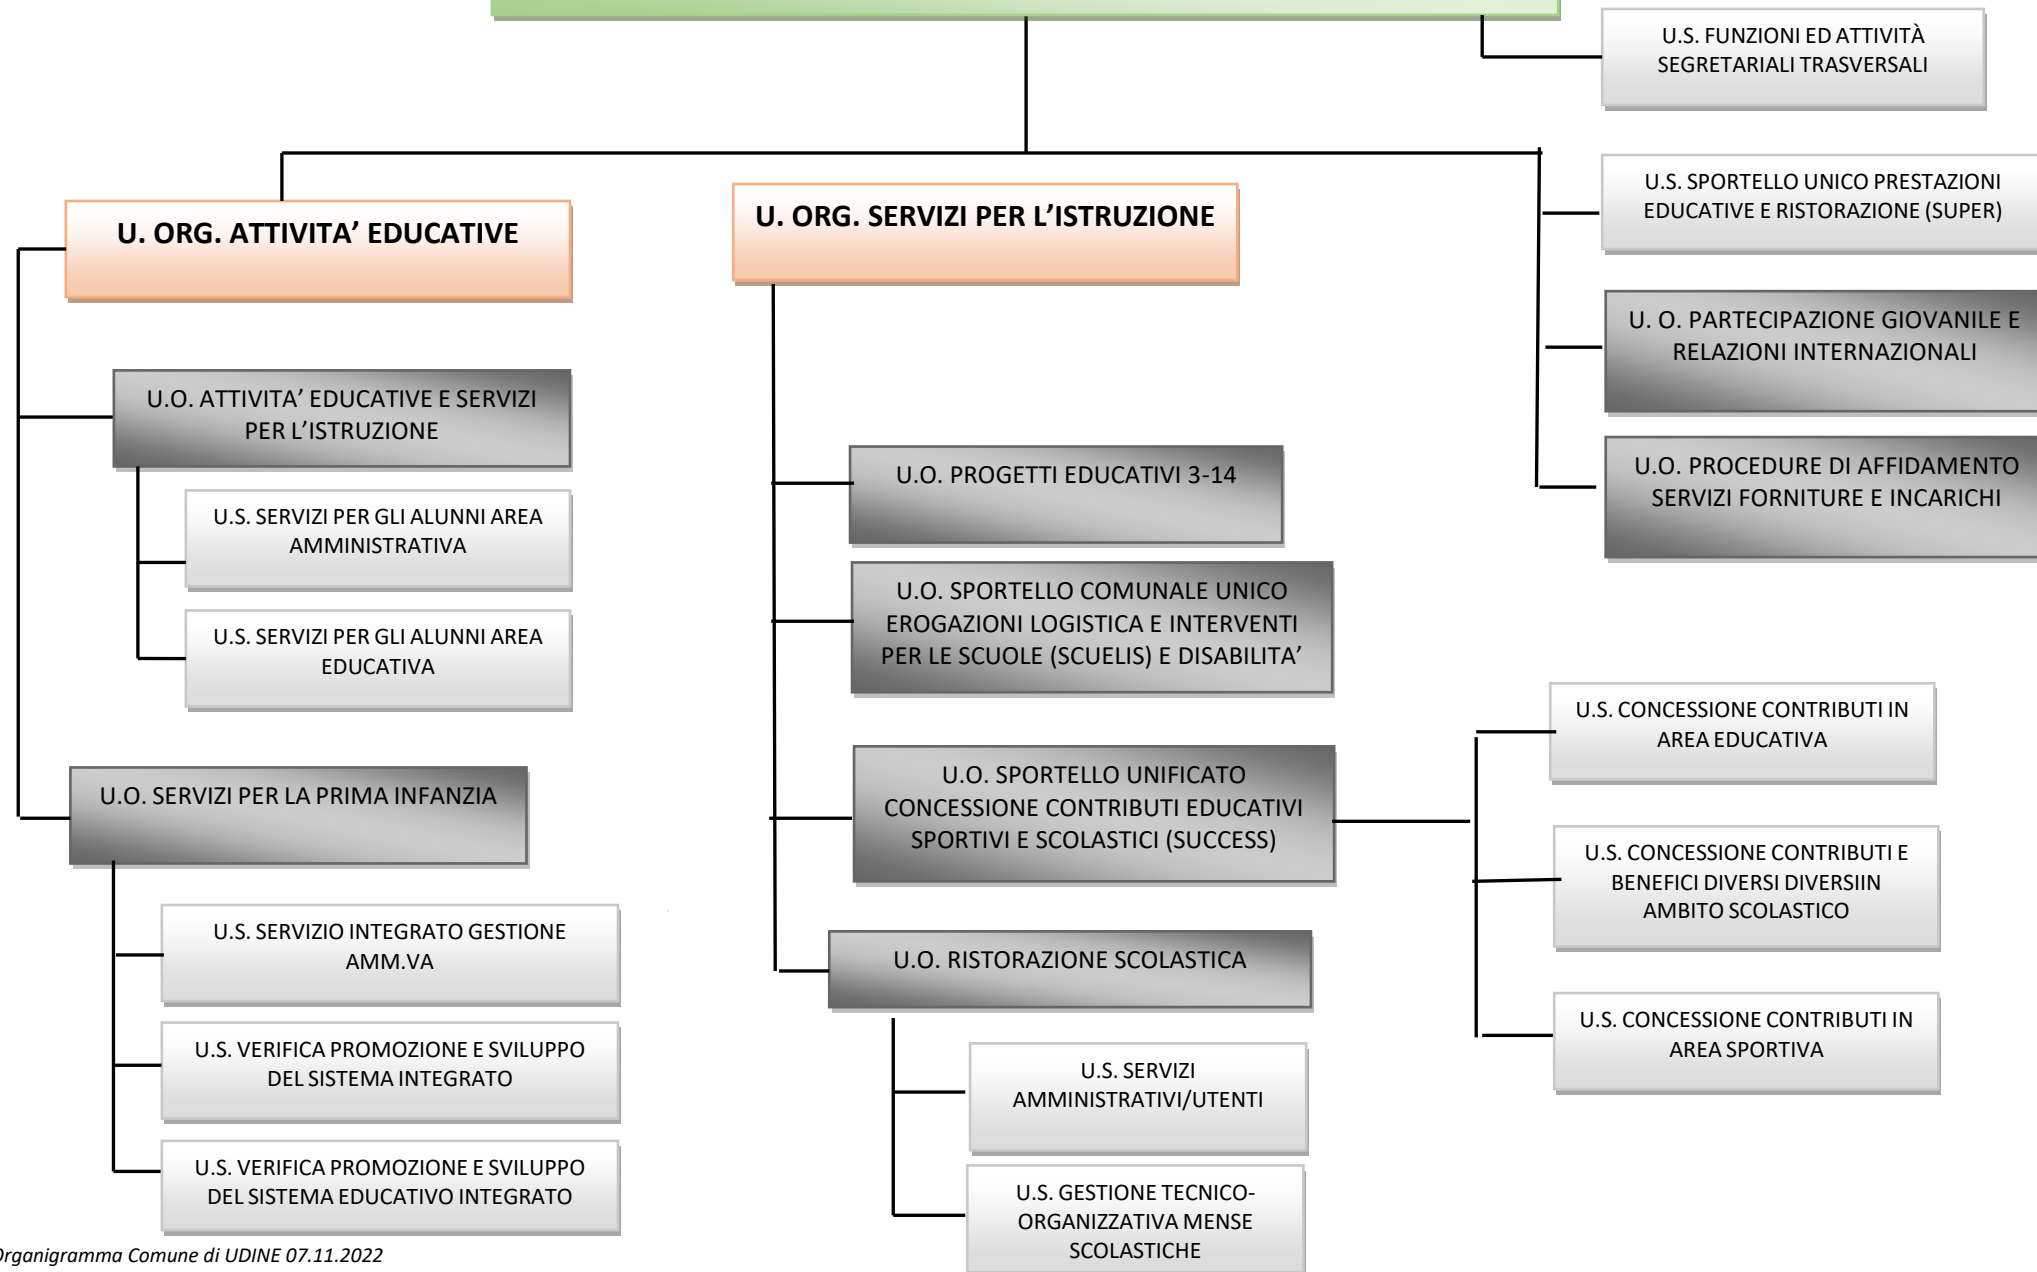 U.S. FUNZIONI ED ATTIVITÀ
SEGRETARIALI TRASVERSALI
U.S. SPORTELLO UNICO PRESTAZIONI
EDUCATIVE E RISTORAZIONE (SUPER)
U. O. PARTECIPAZIONE GIOVANILE E
RELAZIONI INTERNAZIONALI
U.O. PROCEDURE DI AFFIDAMENTO
SERVIZI FORNITURE E INCARICHI
U. ORG. ATTIVITA’ EDUCATIVE
U.O. ATTIVITA’ EDUCATIVE E SERVIZI
PER L’ISTRUZIONE
U.S. SERVIZI PER GLI ALUNNI AREA
AMMINISTRATIVA
U.S. SERVIZI PER GLI ALUNNI AREA
EDUCATIVA
U.O. SERVIZI PER LA PRIMA INFANZIA
U.S. SERVIZIO INTEGRATO GESTIONE
AMM.VA
U.S. VERIFICA PROMOZIONE E SVILUPPO
DEL SISTEMA INTEGRATO
U.S. VERIFICA PROMOZIONE E SVILUPPO
DEL SISTEMA EDUCATIVO INTEGRATO
U. ORG. SERVIZI PER L’ISTRUZIONE
U.O. PROGETTI EDUCATIVI 3-14
U.O. SPORTELLO COMUNALE UNICO
EROGAZIONI LOGISTICA E INTERVENTI
PER LE SCUOLE (SCUELIS) E DISABILITA’
U.O. SPORTELLO UNIFICATO
CONCESSIONE CONTRIBUTI EDUCATIVI
SPORTIVI E SCOLASTICI (SUCCESS)
U.S. CONCESSIONE CONTRIBUTI IN
AREA EDUCATIVA
U.S. CONCESSIONE CONTRIBUTI E
BENEFICI DIVERSI DIVERSIIN
AMBITO SCOLASTICO
U.S. CONCESSIONE CONTRIBUTI IN
AREA SPORTIVA
U.O. RISTORAZIONE SCOLASTICA
U.S. SERVIZI
AMMINISTRATIVI/UTENTI
U.S. GESTIONE TECNICO-
ORGANIZZATIVA MENSE
SCOLASTICHE
Organigramma Comune di UDINE 07.11.2022